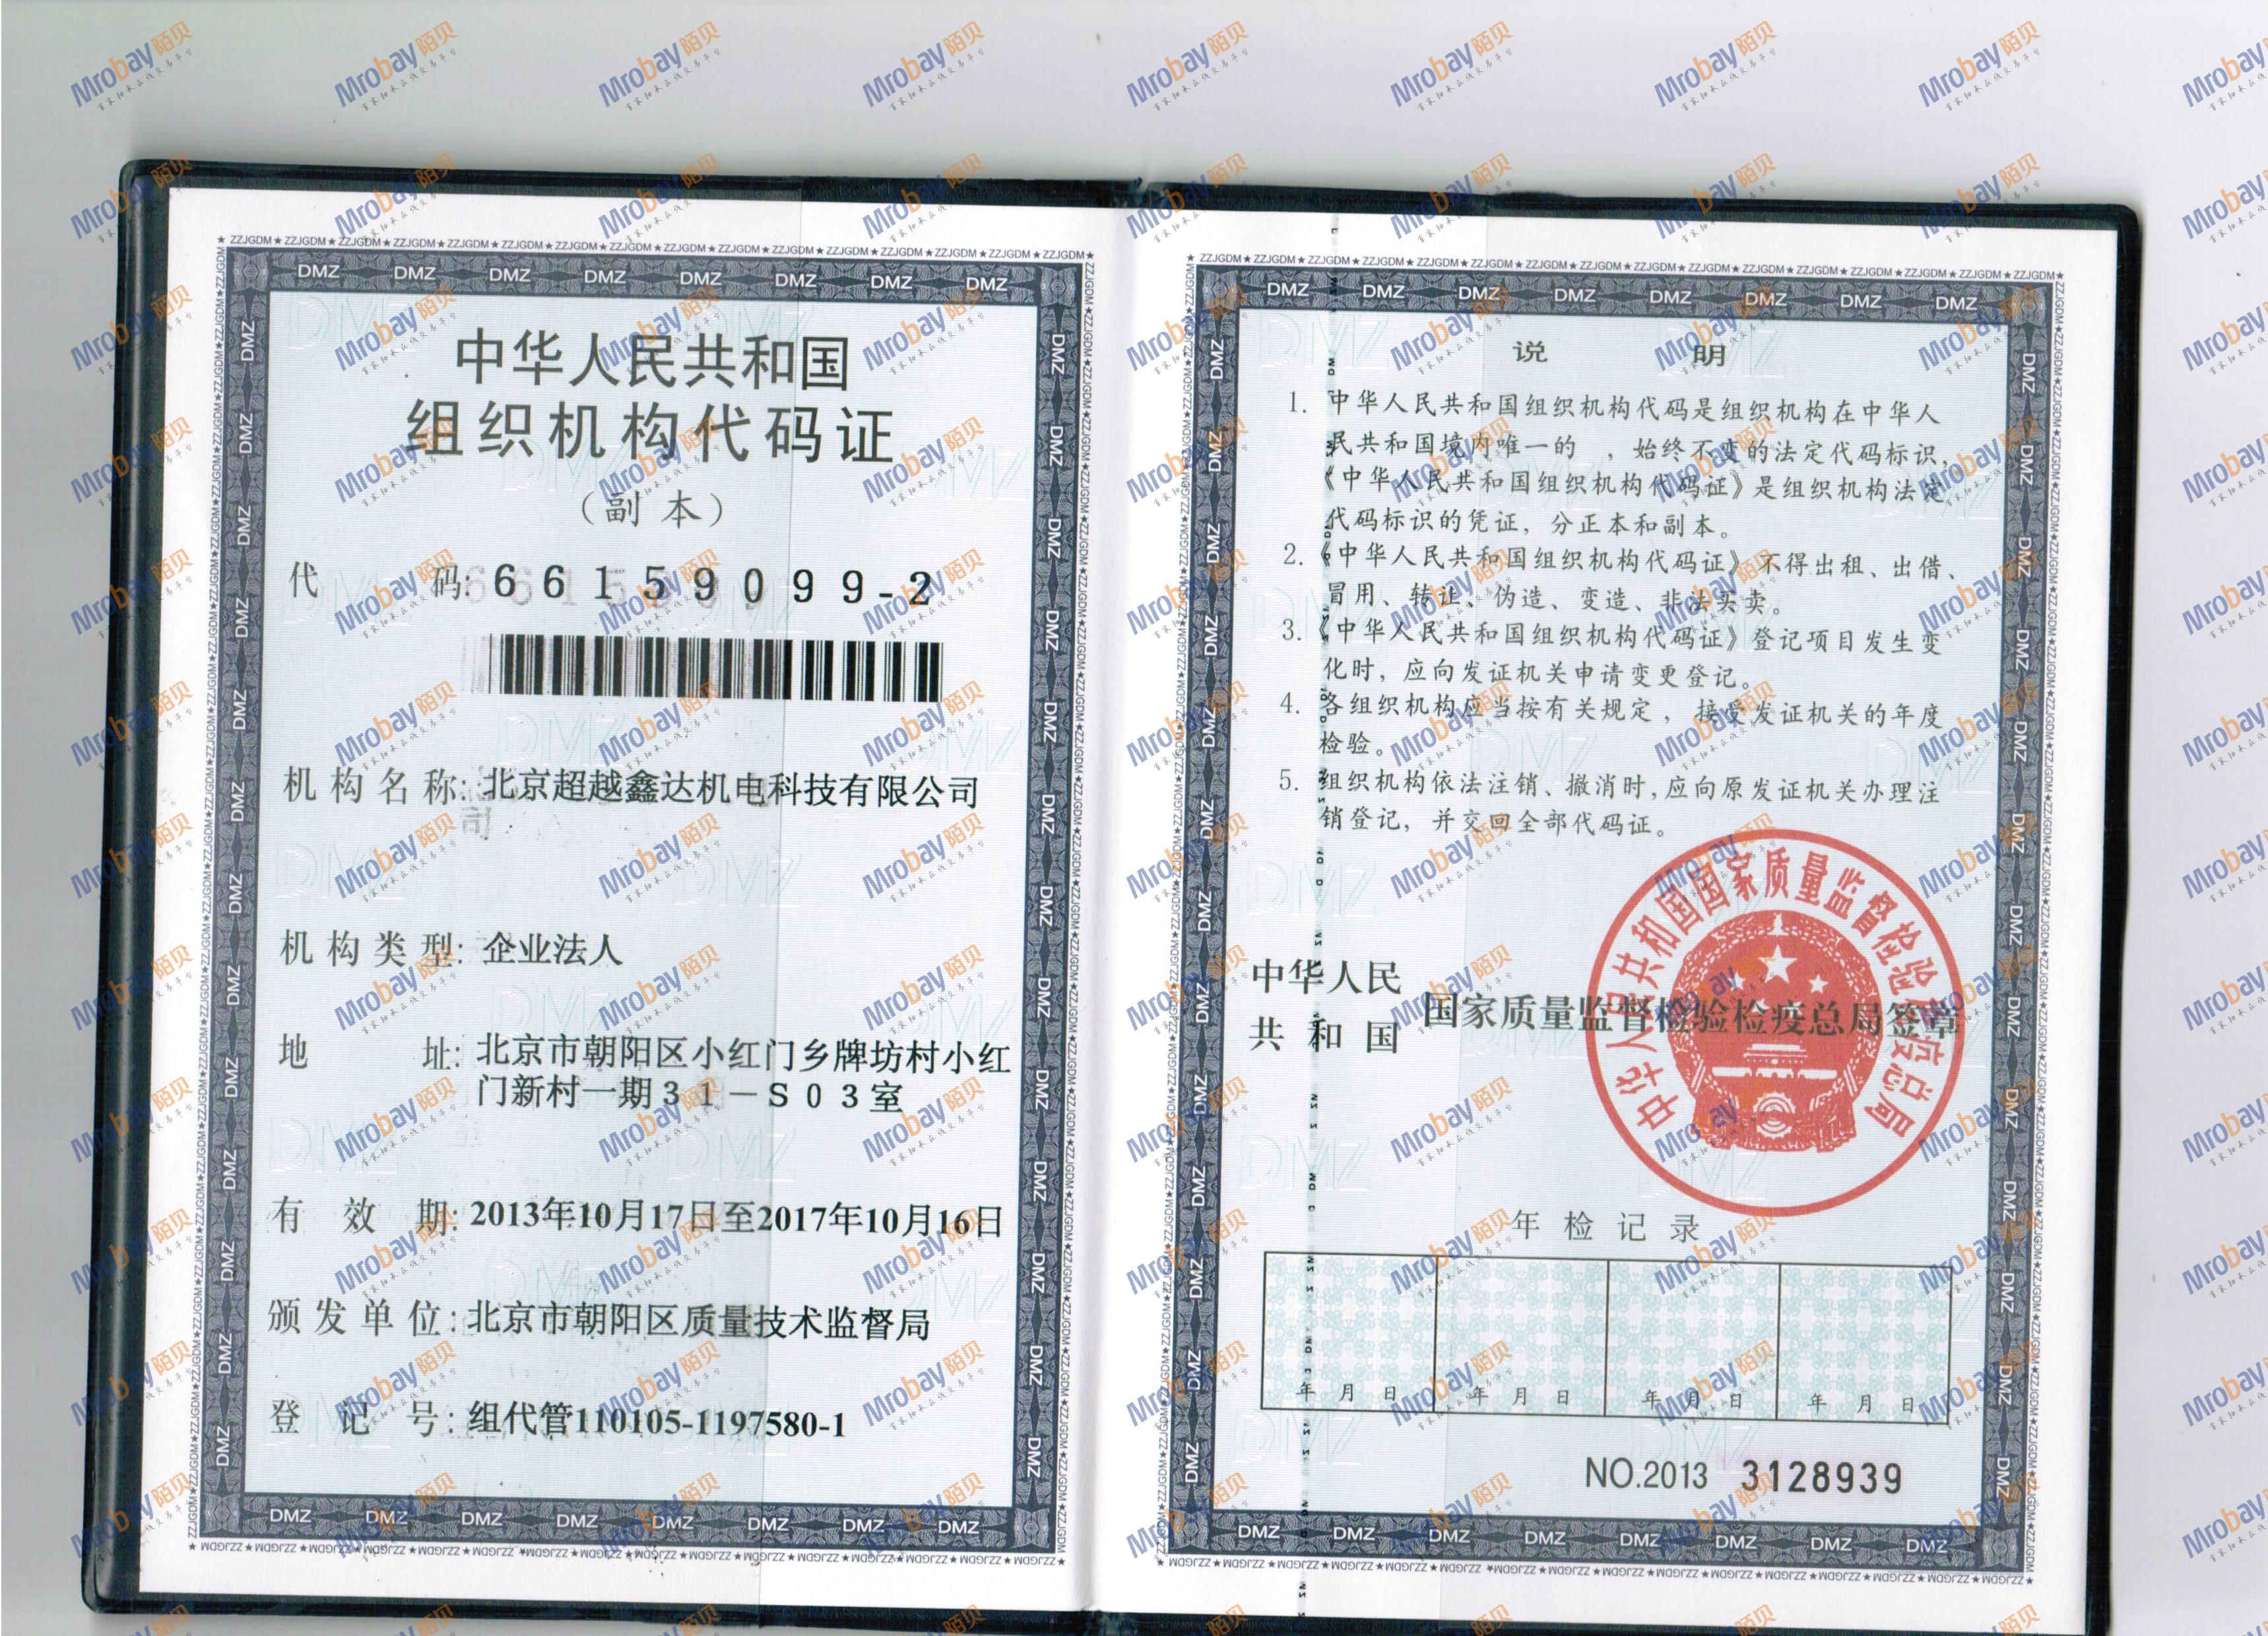 中华人民共和国
组织机构代码证
（副本）
代码: 66159099-2
机构名称: 北京超越鑫达机电科技有限公司
机构类型: 企业法人
地址: 北京市朝阳区小红门乡牌坊村小红
门新村一期31－S03室
有效期: 2013年10月17日至2017年10月16日
颁发单位: 北京市朝阳区质量技术监督局
登记号: 组代管110105-1197580-1
说明
1. 中华人民共和国组织机构代码是组织机构在中华人
民共和国境内唯一的 ，始终不变的法定代码标识，
《中华人民共和国组织机构代码证》是组织机构法定
代码标识的凭证，分正本和副本。
2.《中华人民共和国组织机构代码证》不得出租、出借、
冒用、转让、伪造、变造、非法买卖。
3.《中华人民共和国组织机构代码证》登记项目发生变
化时，应向发证机关申请变更登记。
4. 各组织机构应当按有关规定，接受发证机关的年度
检验。
5. 组织机构依法注销、撤消时,应向原发证机关办理注
销登记，并交回全部代码证。
中华人民
共和国
国家质量监督检验检疫总局签章
中华人民共和国国家质量监督检验检疫总局
年检记录
年 月 日 年 月 日 年 月 日 年 月 日
NO.2013 3128939
DMZ
ZZJGDM
Mrobay陌贝